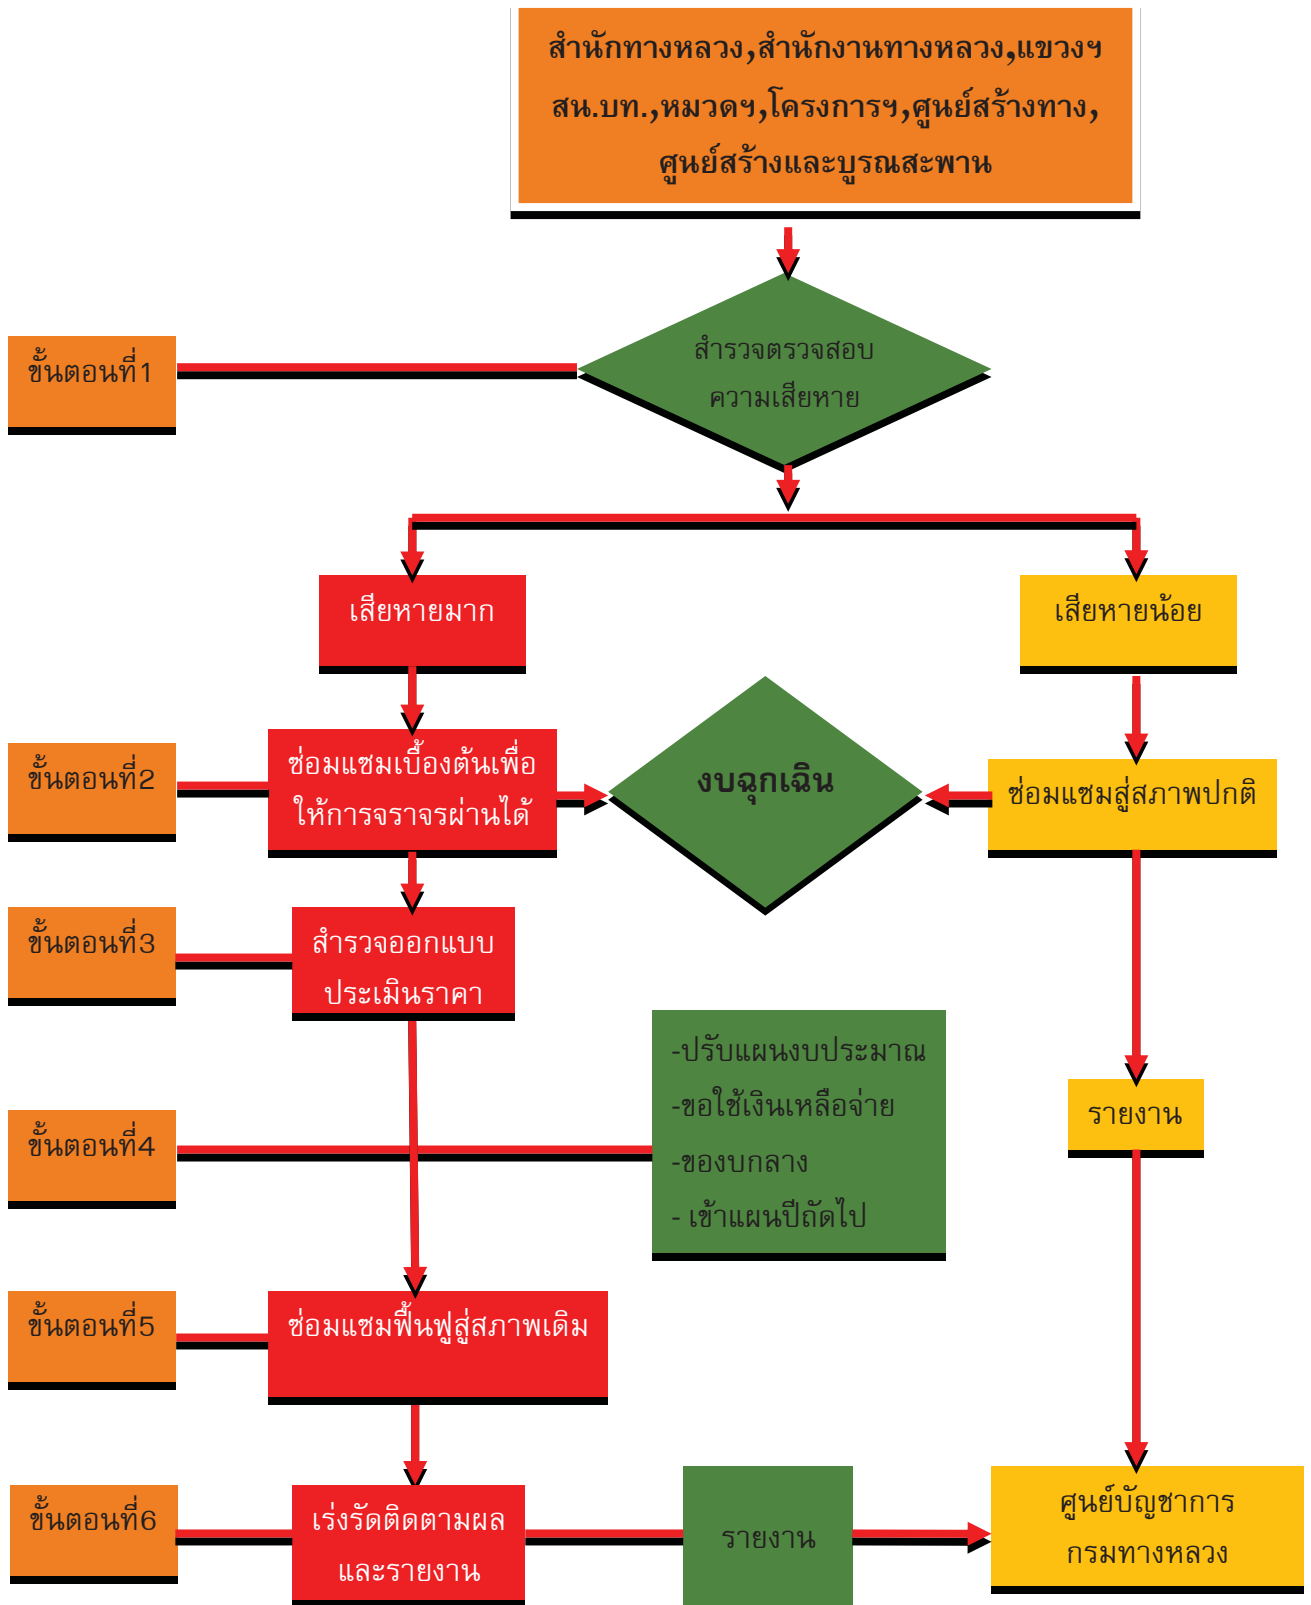 สำนักทางหลวง,สำนักงานทางหลวง,แขวงฯ
สน.บท.,หมวดฯ,โครงการฯ,ศูนย์สร้างทาง,
ศูนย์สร้างและบูรณสะพาน
ขั้นตอนที่1
สำรวจตรวจสอบ
ความเสียหาย
เสียหายมาก
เสียหายน้อย
ขั้นตอนที่2
ซ่อมแซมเบื้องต้นเพื่อ
ให้การจราจรผ่านได้
งบฉุกเฉิน
ซ่อมแซมสู่สภาพปกติ
ขั้นตอนที่3
สำรวจออกแบบ
ประเมินราคา
ขั้นตอนที่4
-ปรับแผนงบประมาณ
-ขอใช้เงินเหลือจ่าย
-ของบกลาง
- เข้าแผนปีถัดไป
รายงาน
ขั้นตอนที่5
ซ่อมแซมฟื้นฟูสู่สภาพเดิม
ขั้นตอนที่6
เร่งรัดติดตามผล
และรายงาน
รายงาน
ศูนย์บัญชาการ
กรมทางหลวง